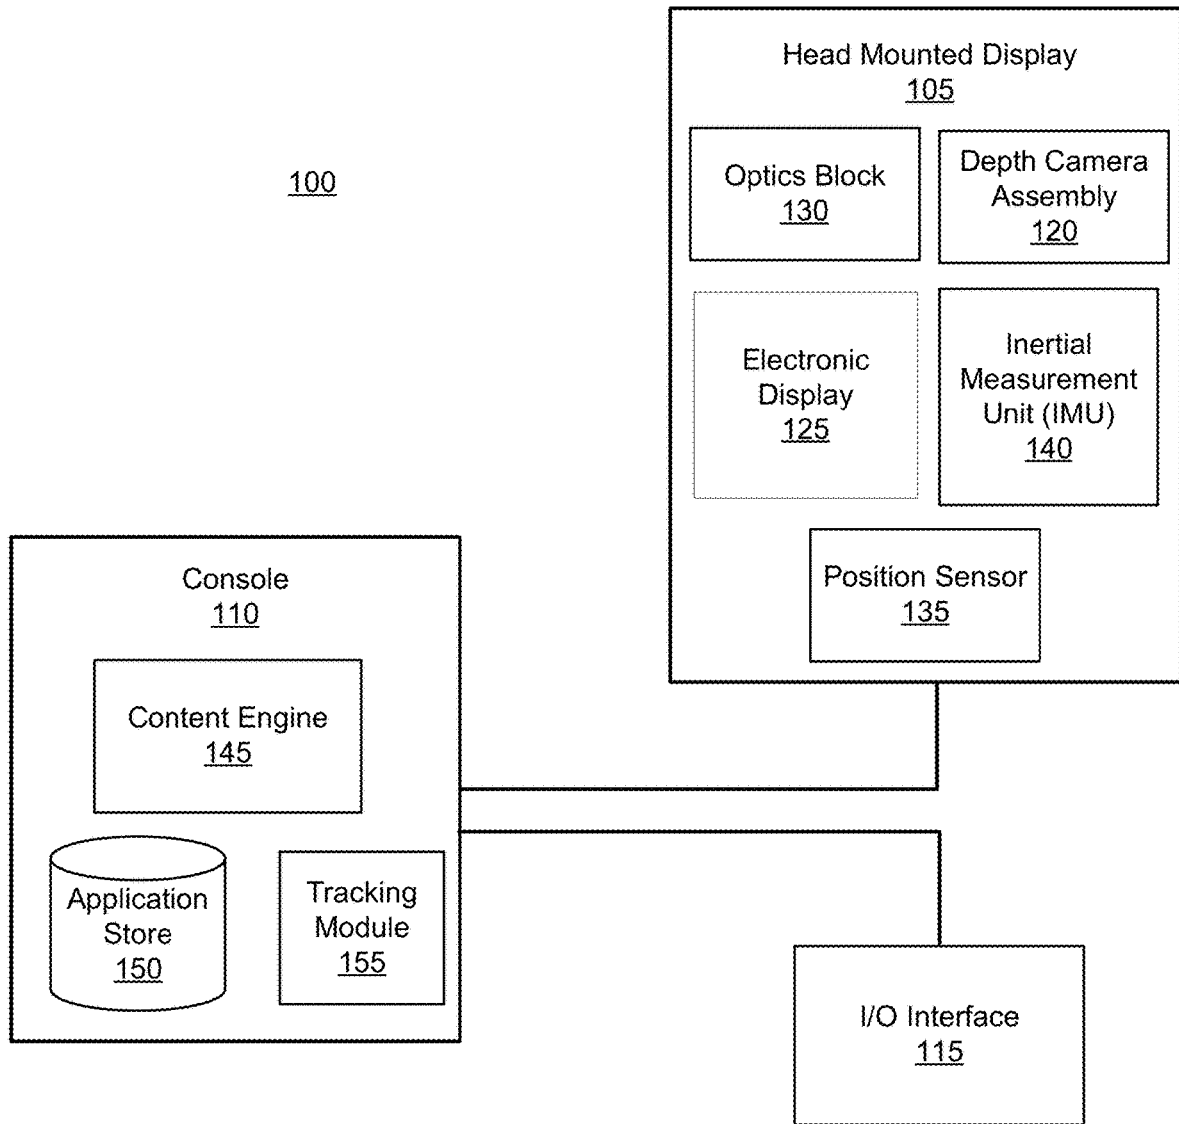 Head Mounted Display
105
Optics Block
130
Depth Camera
Assembly
120
100
Electronic
Display
125
Inertial
Measurement
Unit (IMU)
140
Position Sensor
135
Console
110
Content Engine
145
Application
Store
150
Tracking
Module
155
I/O Interface
115